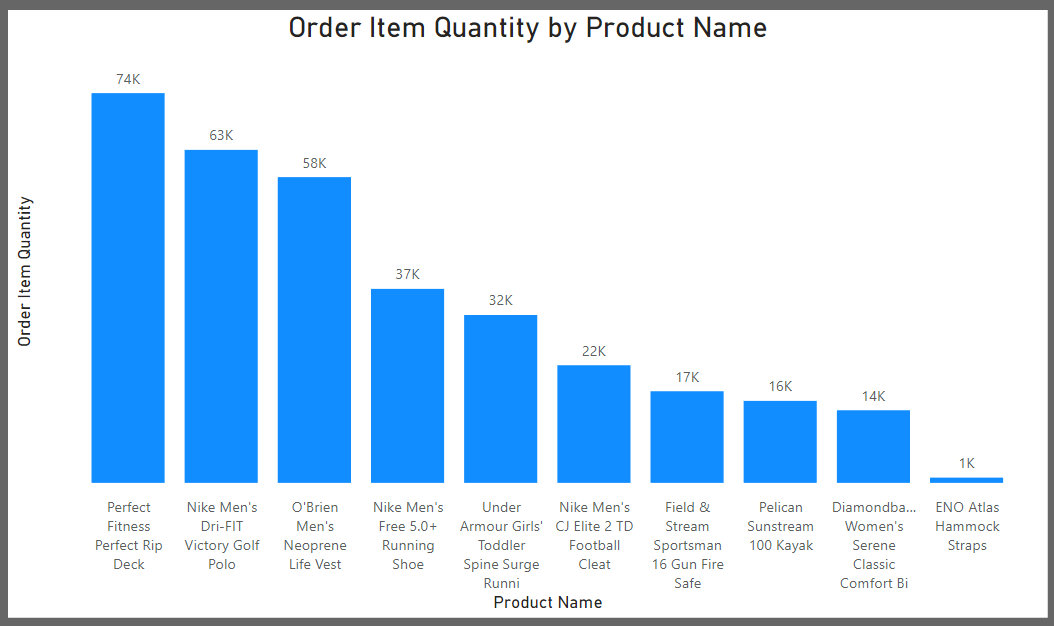 Order Item Quantity by Product Name
Order Item Quantity
74K
63K
58K
37K
32K
22K
17K
16K
14K
1K
Perfect
Fitness
Perfect Rip
Deck
Nike Men's
Dri-FIT
Victory Golf
Polo
O'Brien
Men's
Neoprene
Life Vest
Nike Men's
Free 5.0+
Running
Shoe
Under
Armour Girls'
Toddler
Spine Surge
Runni
Nike Men's
CJ Elite 2 TD
Football
Cleat
Field &
Stream
Sportsman
16 Gun Fire
Safe
Pelican
Sunstream
100 Kayak
Diamondba...
Women's
Serene
Classic
Comfort Bi
ENO Atlas
Hammock
Straps
Product Name